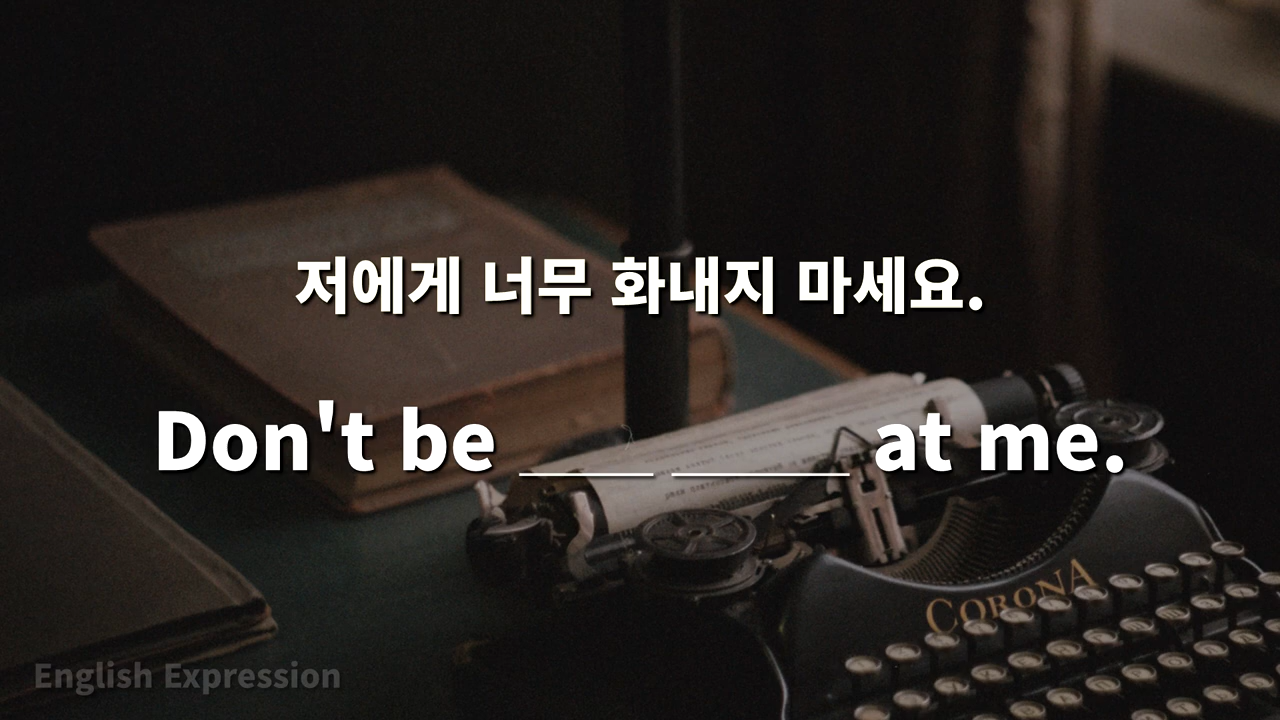 저에게 너무 화내지 마세요.
Don't be ____ _____ at me.
CORONA
English Expression